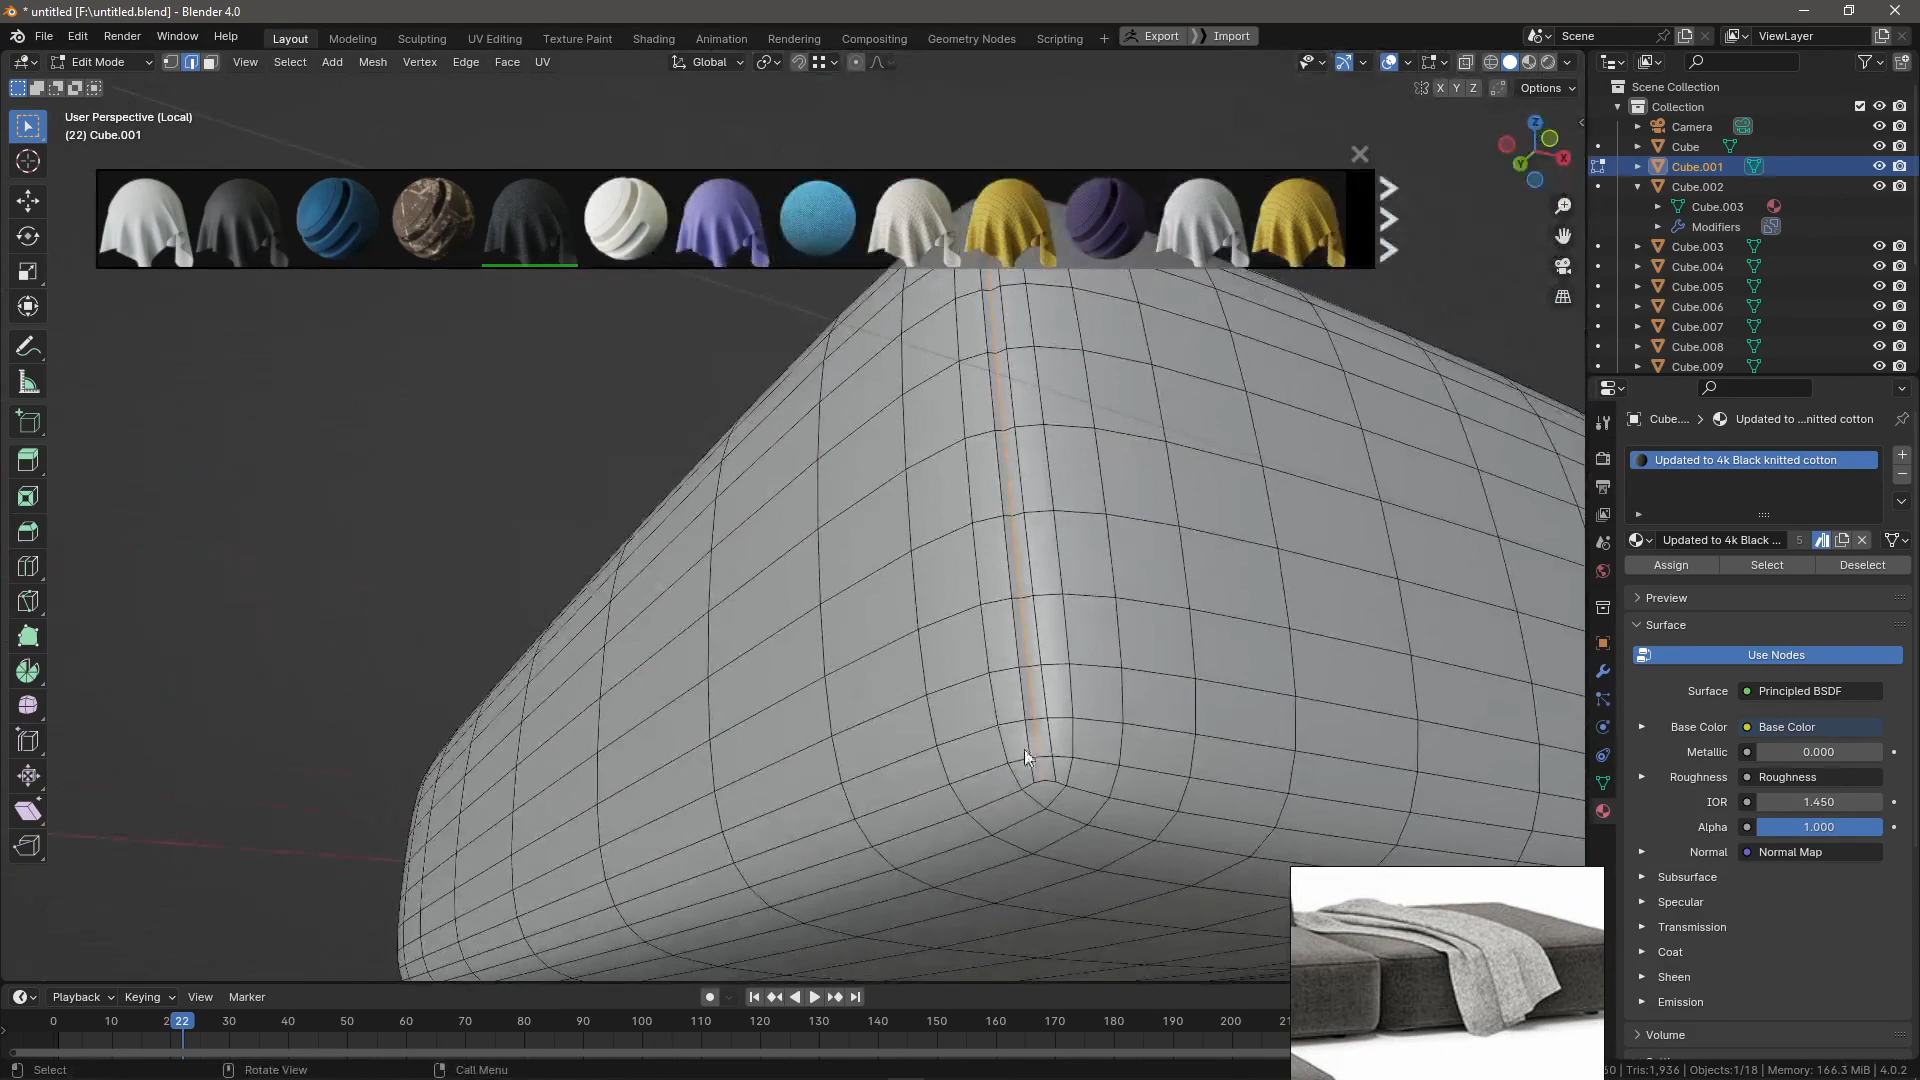 * untitled [F:\untitled.blend] - Blender 4.0
File Edit Render Window Help
Layout Modeling Sculpting UV Editing Texture Paint Shading Animation Rendering Compositing Geometry Nodes Scripting + Export Import
Scene
ViewLayer
Edit Mode View Select Add Mesh Vertex Edge Face UV
Global
X Y Z Options
User Perspective (Local)
(22) Cube.001
Z
X
Y
Scene Collection
Collection
Camera
Cube
Cube.001
Cube.002
Cube.003
Modifiers
Cube.003
Cube.004
Cube.005
Cube.006
Cube.007
Cube.008
Cube.009
Cube.... > Updated to ...nitted cotton
Updated to 4k Black knitted cotton
Updated to 4k Black ... 5
Assign Select Deselect
Preview
Surface
Use Nodes
Surface Principled BSDF
Base Color Base Color
Metallic 0.000
Roughness Roughness
IOR 1.450
Alpha 1.000
Normal Normal Map
Subsurface
Specular
Transmission
Coat
Sheen
Emission
Volume
Playback Keying View Marker
0 10 2 22 30 40 50 60 70 80 90 100 110 120 130 140 150 160 170 180 190 200 21
Select Rotate View Call Menu
60 | Tris:1,936 | Objects:1/18 | Memory: 166.3 MiB | 4.0.2